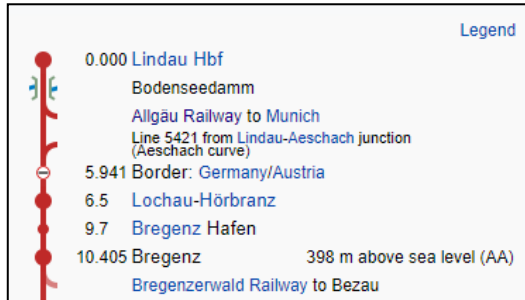 Legend
0.000 Lindau Hbf
Bodenseedamm
Allgäu Railway to Munich
Line 5421 from Lindau-Aeschach junction
(Aeschach curve)
5.941 Border: Germany/Austria
6.5 Lochau-Hörbranz
9.7 Bregenz Hafen
10.405 Bregenz 398 m above sea level (AA)
Bregenzerwald Railway to Bezau